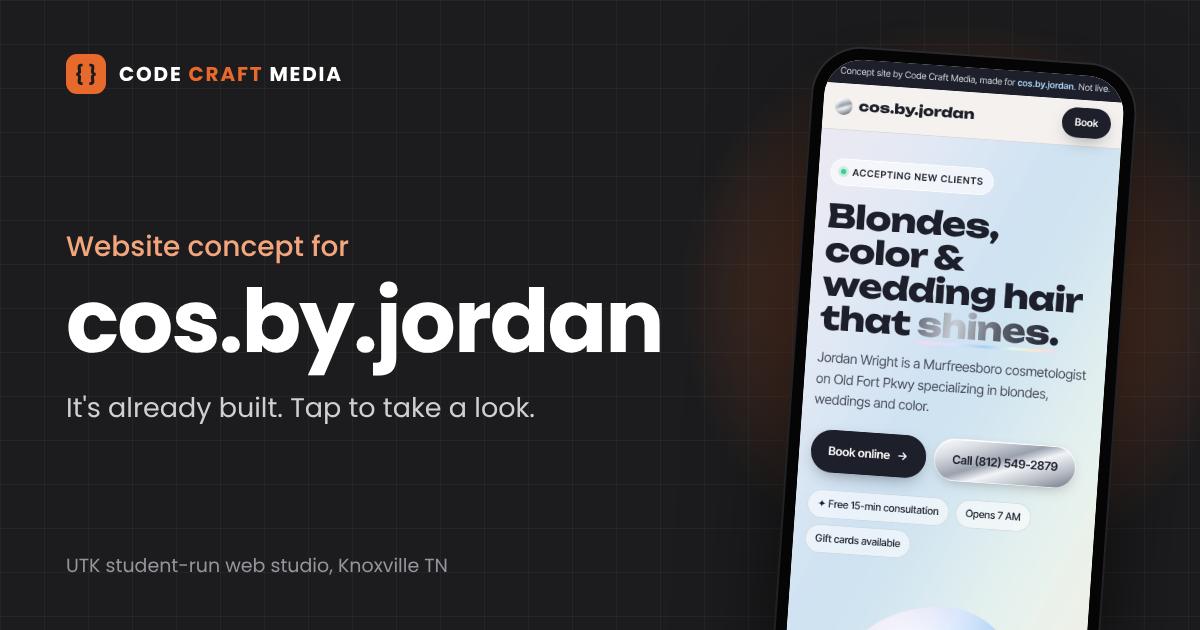 { } CODE CRAFT MEDIA
Website concept for
cos.by.jordan
It's already built. Tap to take a look.
UTK student-run web studio, Knoxville TN
Concept site by Code Craft Media, made for cos.by.jordan. Not live.
cos.by.jordan
Book
ACCEPTING NEW CLIENTS
Blondes,
color &
wedding hair
that shines.
Jordan Wright is a Murfreesboro cosmetologist
on Old Fort Pkwy specializing in blondes,
weddings and color.
Book online →
Call (812) 549-2879
✦ Free 15-min consultation
Opens 7 AM
Gift cards available